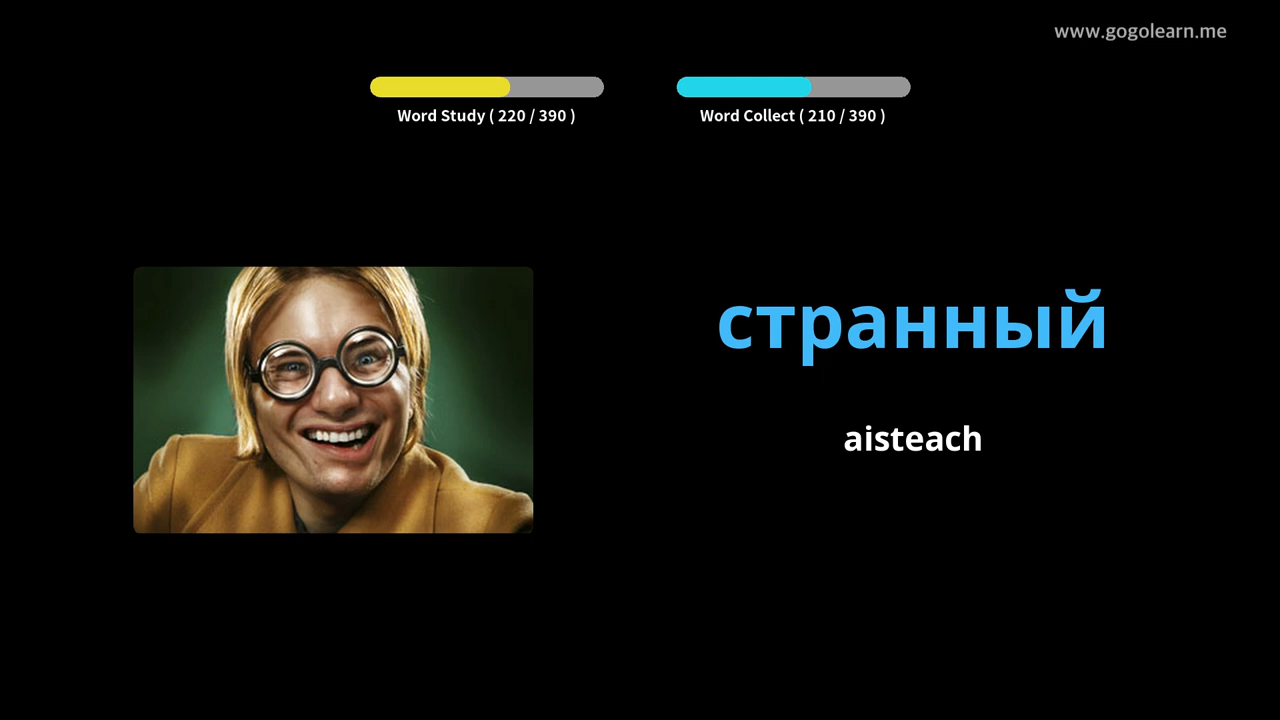 www.gogolearn.me
Word Study ( 220 / 390 )
Word Collect ( 210 / 390 )
странный
aisteach